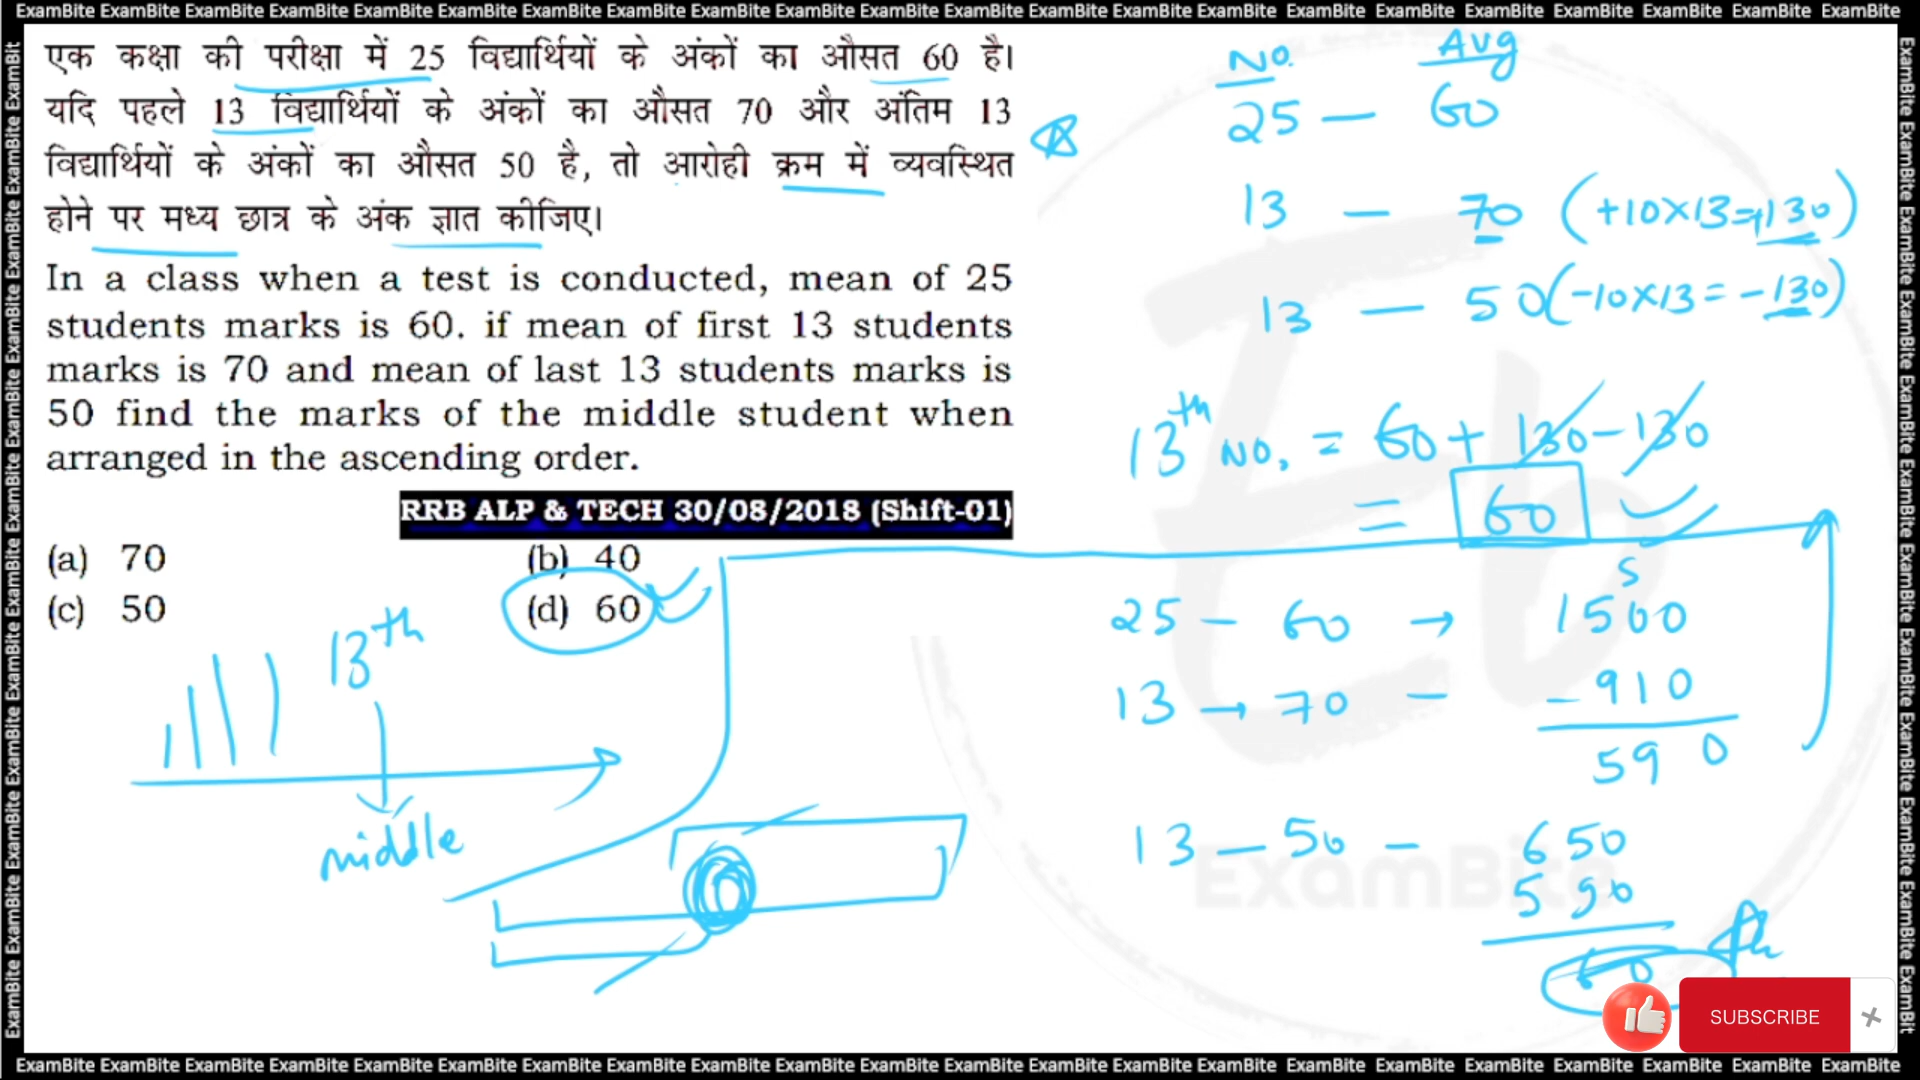 ExamBite ExamBite ExamBite ExamBite ExamBite ExamBite ExamBite ExamBite ExamBite ExamBite ExamBite ExamBite ExamBite ExamBite ExamBite ExamBite ExamBite ExamBite ExamBite ExamBite ExamBite
एक कक्षा की परीक्षा में 25 विद्यार्थियों के अंकों का औसत 60 है।
यदि पहले 13 विद्यार्थियों के अंकों का औसत 70 और अंतिम 13
विद्यार्थियों के अंकों का औसत 50 है, तो आरोही क्रम में व्यवस्थित
होने पर मध्य छात्र के अंक ज्ञात कीजिए।
In a class when a test is conducted, mean of 25
students marks is 60. if mean of first 13 students
marks is 70 and mean of last 13 students marks is
50 find the marks of the middle student when
arranged in the ascending order.
RRB ALP & TECH 30/08/2018 (Shift-01)
(a) 70 (b) 40
(c) 50 (d) 60
13th
middle
No. Avg
25 — 60
13 — 70 (+10×13=+130)
13 — 50 (-10×13=-130)
13th No. = 60 + 130 - 130
= 60
25 - 60 → 1500
13 → 70 - - 910
590
13 - 50 - 650
590
60
ExamBite
SUBSCRIBE
ExamBite ExamBite ExamBite ExamBite ExamBite ExamBite ExamBite ExamBite ExamBite ExamBite ExamBite ExamBite ExamBite ExamBite ExamBite ExamBite ExamBite ExamBite ExamBite ExamBite ExamBite